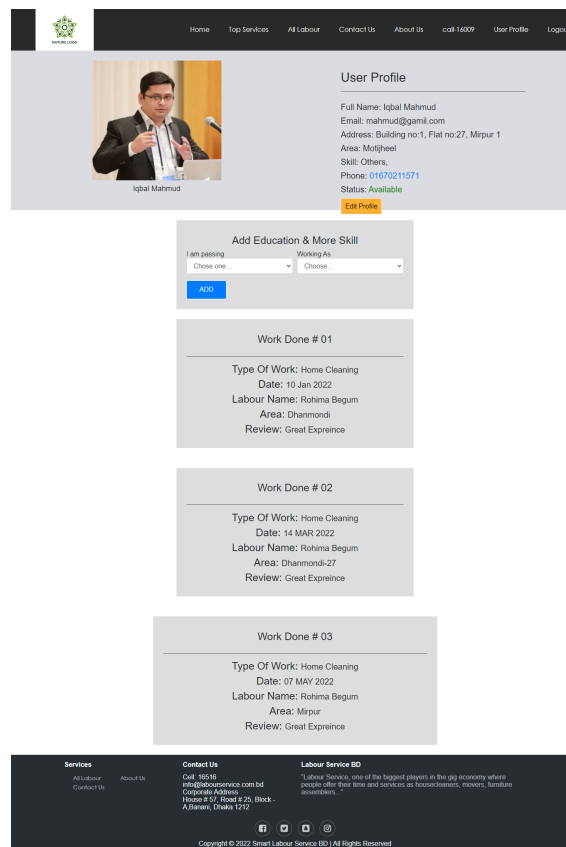 NATURE LOGO
Home Top Services All Labour Contact Us About Us call-16009 User Profile Logou
User Profile
Full Name: Iqbal Mahmud
Email: mahmud@gamil.com
Address: Building no:1, Flat no:27, Mirpur 1
Area: Motijheel
Skill: Others,
Phone: 01670211571
Status: Available
Edit Profile
Iqbal Mahmud
Add Education & More Skill
I am passing Working As
Chose one... Choose...
ADD
Work Done # 01
Type Of Work: Home Cleaning
Date: 10 Jan 2022
Labour Name: Rohima Begum
Area: Dhanmondi
Review: Great Expreince
Work Done # 02
Type Of Work: Home Cleaning
Date: 14 MAR 2022
Labour Name: Rohima Begum
Area: Dhanmondi-27
Review: Great Expreince
Work Done # 03
Type Of Work: Home Cleaning
Date: 07 MAY 2022
Labour Name: Rohima Begum
Area: Mirpur
Review: Great Expreince
Services
All Labour About Us
Contact Us
Contact Us
Cell: 16516
info@labourservice.com.bd
Corporate Address
House # 57, Road # 25, Block -
A,Banani, Dhaka 1212
Labour Service BD
"Labour Service, one of the biggest players in the gig economy where
people offer their time and services as housecleaners, movers, furniture
assemblers..."
Copyright © 2022 Smart Labour Service BD | All Rights Reserved